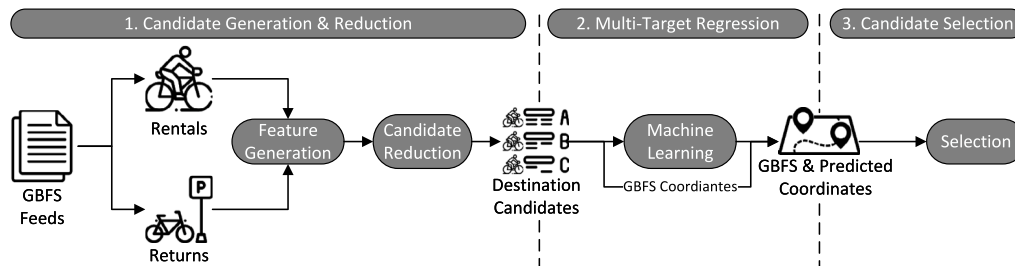 1. Candidate Generation & Reduction
2. Multi-Target Regression
3. Candidate Selection
GBFS
Feeds
Rentals
P
Returns
Feature
Generation
Candidate
Reduction
A
B
C
Destination
Candidates
Machine
Learning
GBFS Coordiantes
GBFS & Predicted
Coordinates
Selection